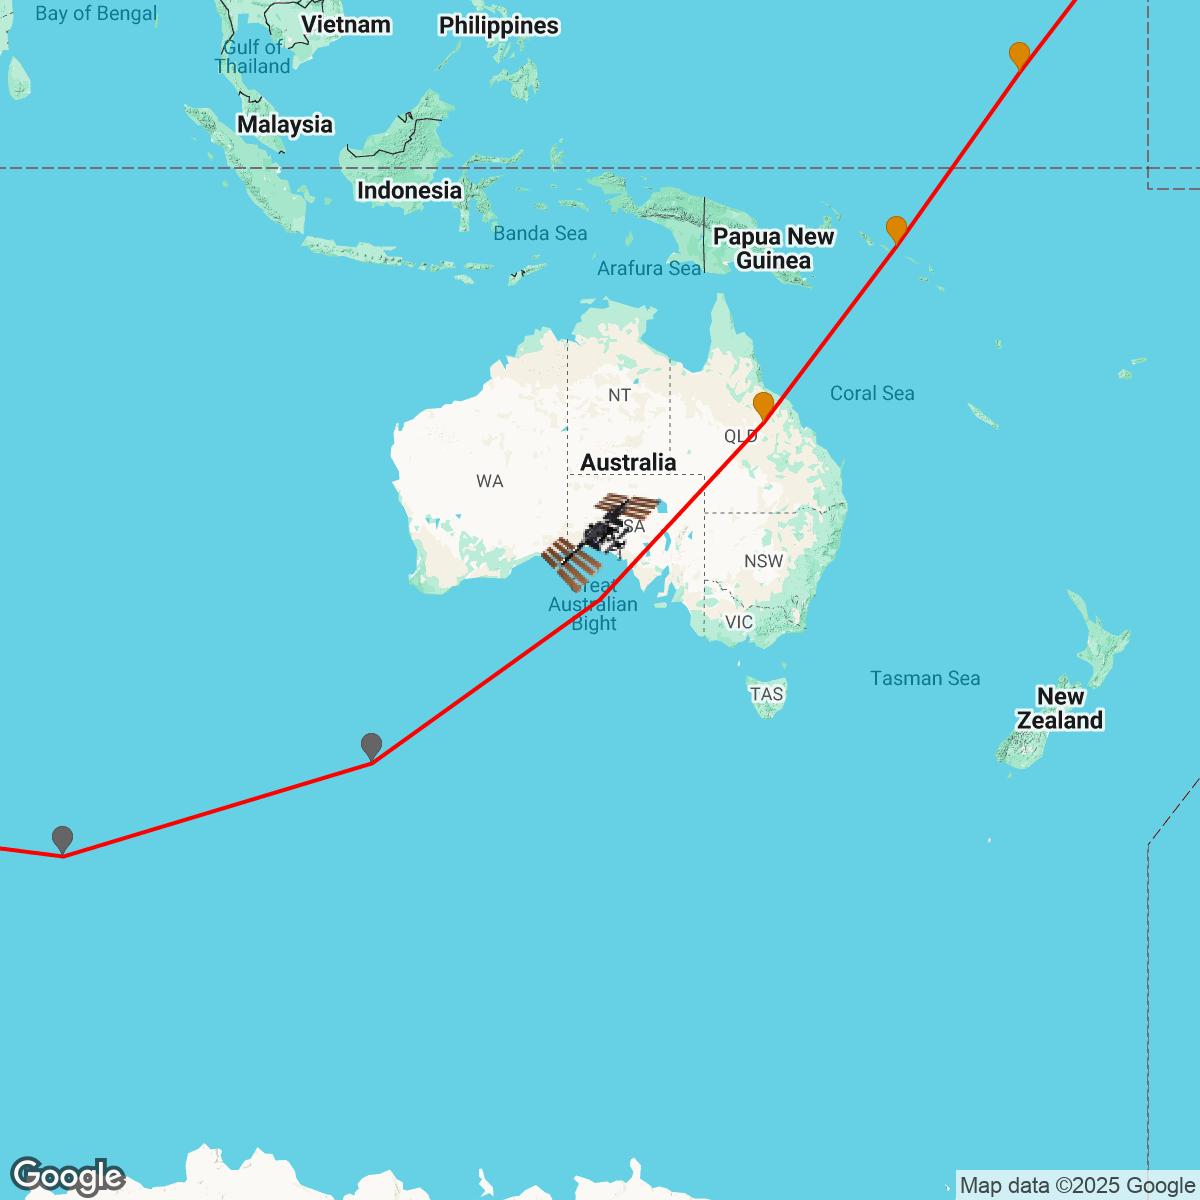 Bay of Bengal
Vietnam
Philippines
Gulf of
Thailand
Malaysia
Indonesia
Banda Sea
Papua New
Guinea
Arafura Sea
NT
Coral Sea
QLD
Australia
WA
SA
NSW
Great
Australian
Bight
VIC
Tasman Sea
TAS
New
Zealand
Google
Map data ©2025 Google